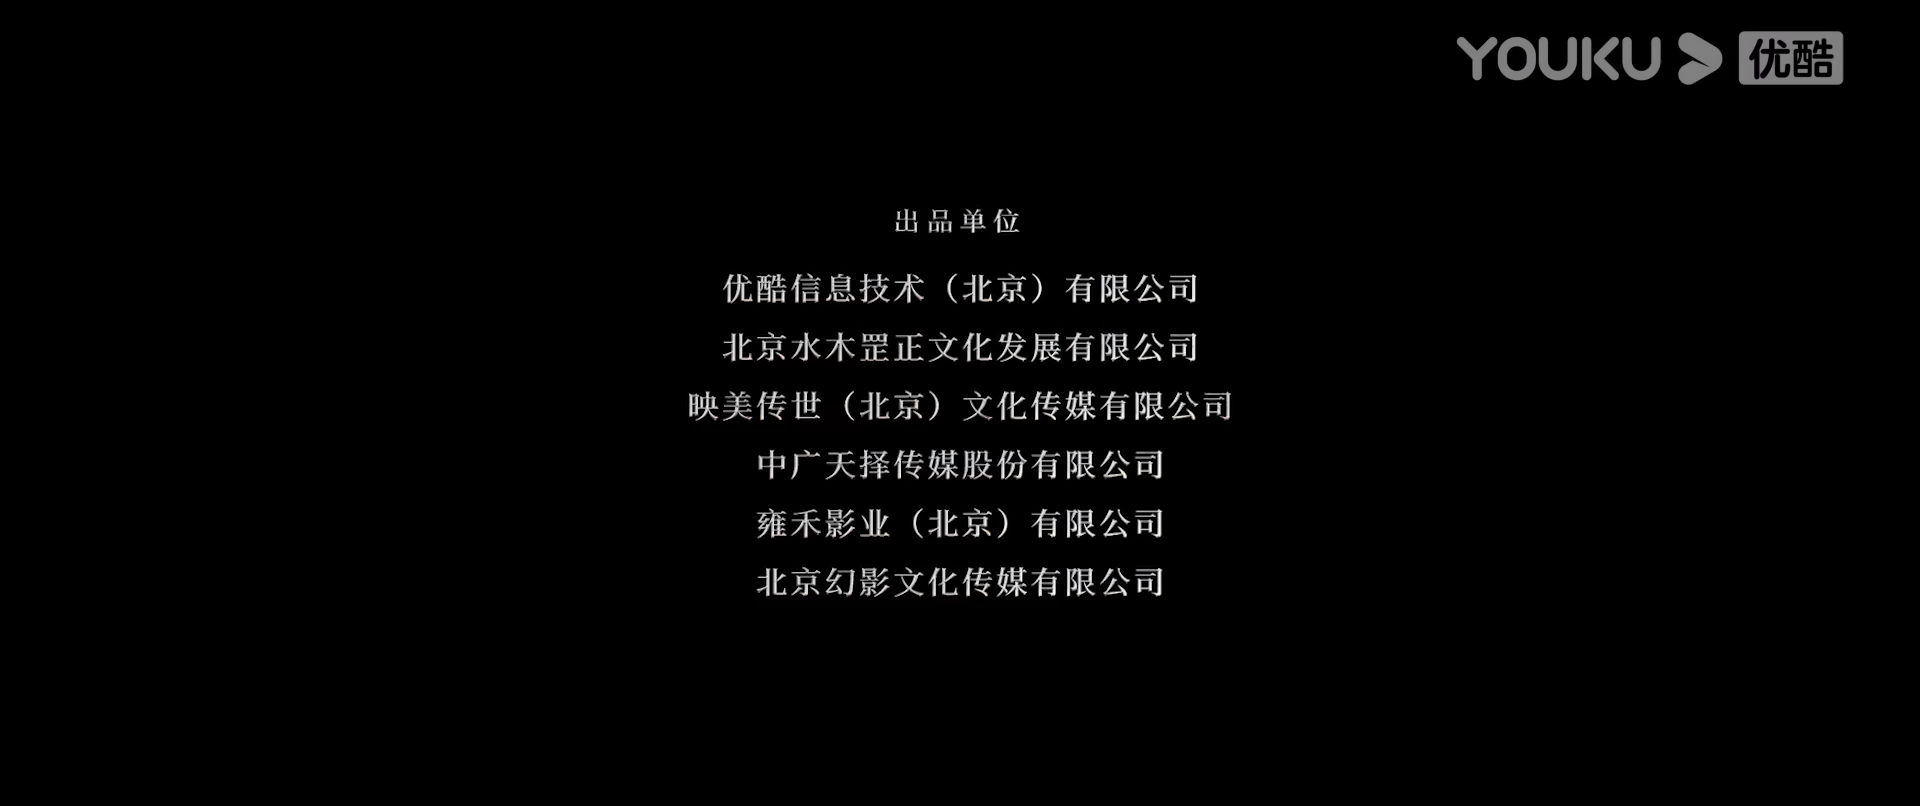 YOUKU 优酷
出品单位
优酷信息技术（北京）有限公司
北京水木罡正文化发展有限公司
映美传世（北京）文化传媒有限公司
中广天择传媒股份有限公司
雍禾影业（北京）有限公司
北京幻影文化传媒有限公司